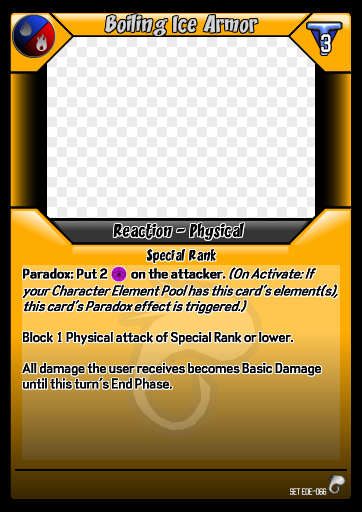 Boiling Ice Armor
3
Reaction - Physical
Special Rank
Paradox: Put 2 on the attacker. (On Activate: If
your Character Element Pool has this card's element(s),
this card's Paradox effect is triggered.)
Block 1 Physical attack of Special Rank or lower.
All damage the user receives becomes Basic Damage
until this turn's End Phase.
SET EOE-066